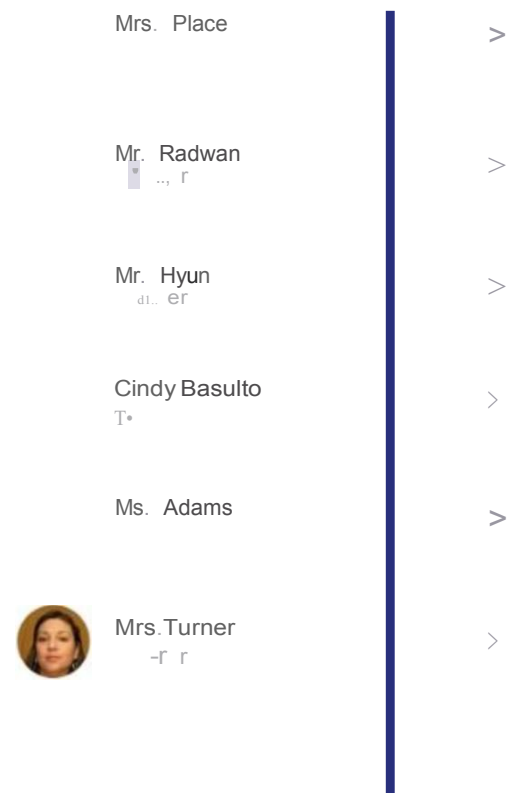 Mrs. Place >
Mr. Radwan >
Mr. Hyun >
Cindy Basulto >
Ms. Adams >
Mrs.Turner >